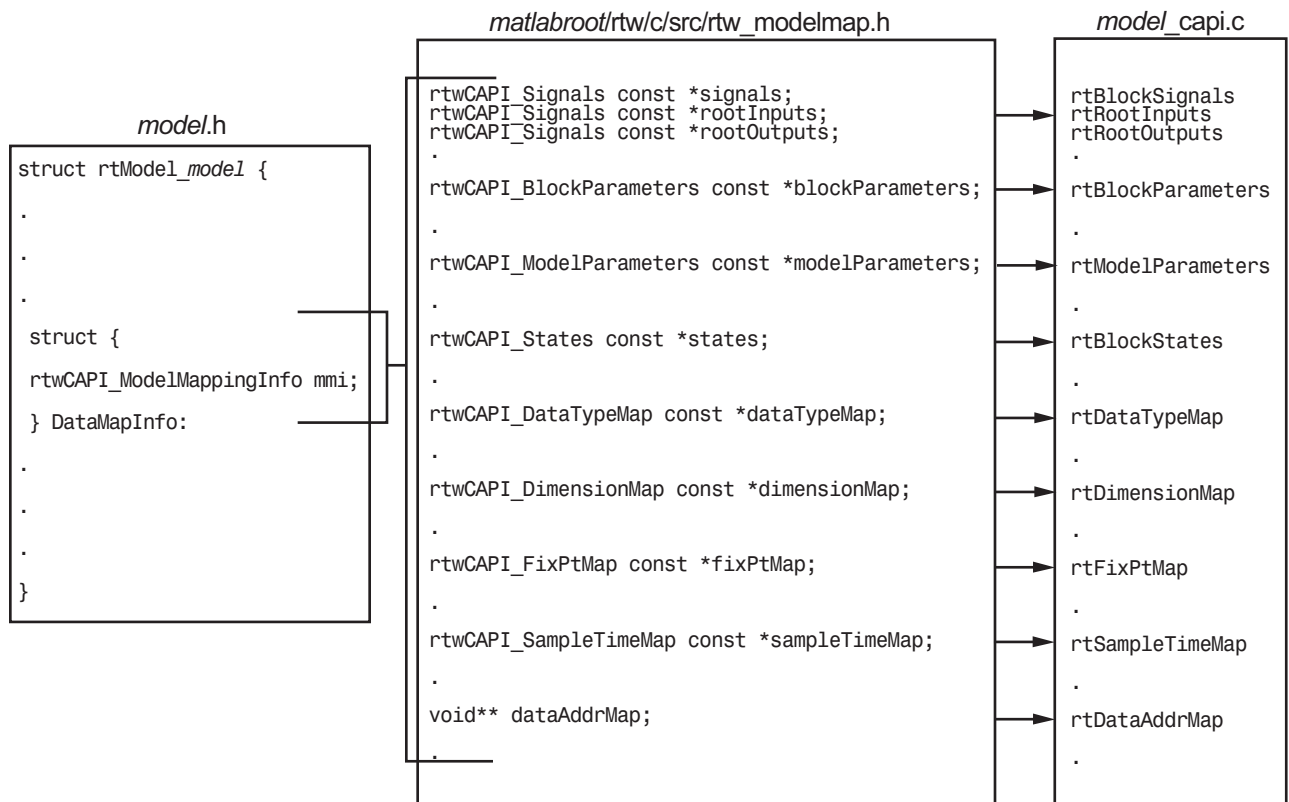 matlabroot/rtw/c/src/rtw_modelmap.h
model_capi.c
model.h
struct rtModel_model {
.
.
.
struct {
rtwCAPI_ModelMappingInfo mmi;
} DataMapInfo:
.
.
.
}
rtwCAPI_Signals const *signals;
rtwCAPI_Signals const *rootInputs;
rtwCAPI_Signals const *rootOutputs;
.
rtwCAPI_BlockParameters const *blockParameters;
.
rtwCAPI_ModelParameters const *modelParameters;
.
rtwCAPI_States const *states;
.
rtwCAPI_DataTypeMap const *dataTypeMap;
.
rtwCAPI_DimensionMap const *dimensionMap;
.
rtwCAPI_FixPtMap const *fixPtMap;
.
rtwCAPI_SampleTimeMap const *sampleTimeMap;
.
void** dataAddrMap;
.
rtBlockSignals
rtRootInputs
rtRootOutputs
.
rtBlockParameters
.
rtModelParameters
.
rtBlockStates
.
rtDataTypeMap
.
rtDimensionMap
.
rtFixPtMap
.
rtSampleTimeMap
.
rtDataAddrMap
.